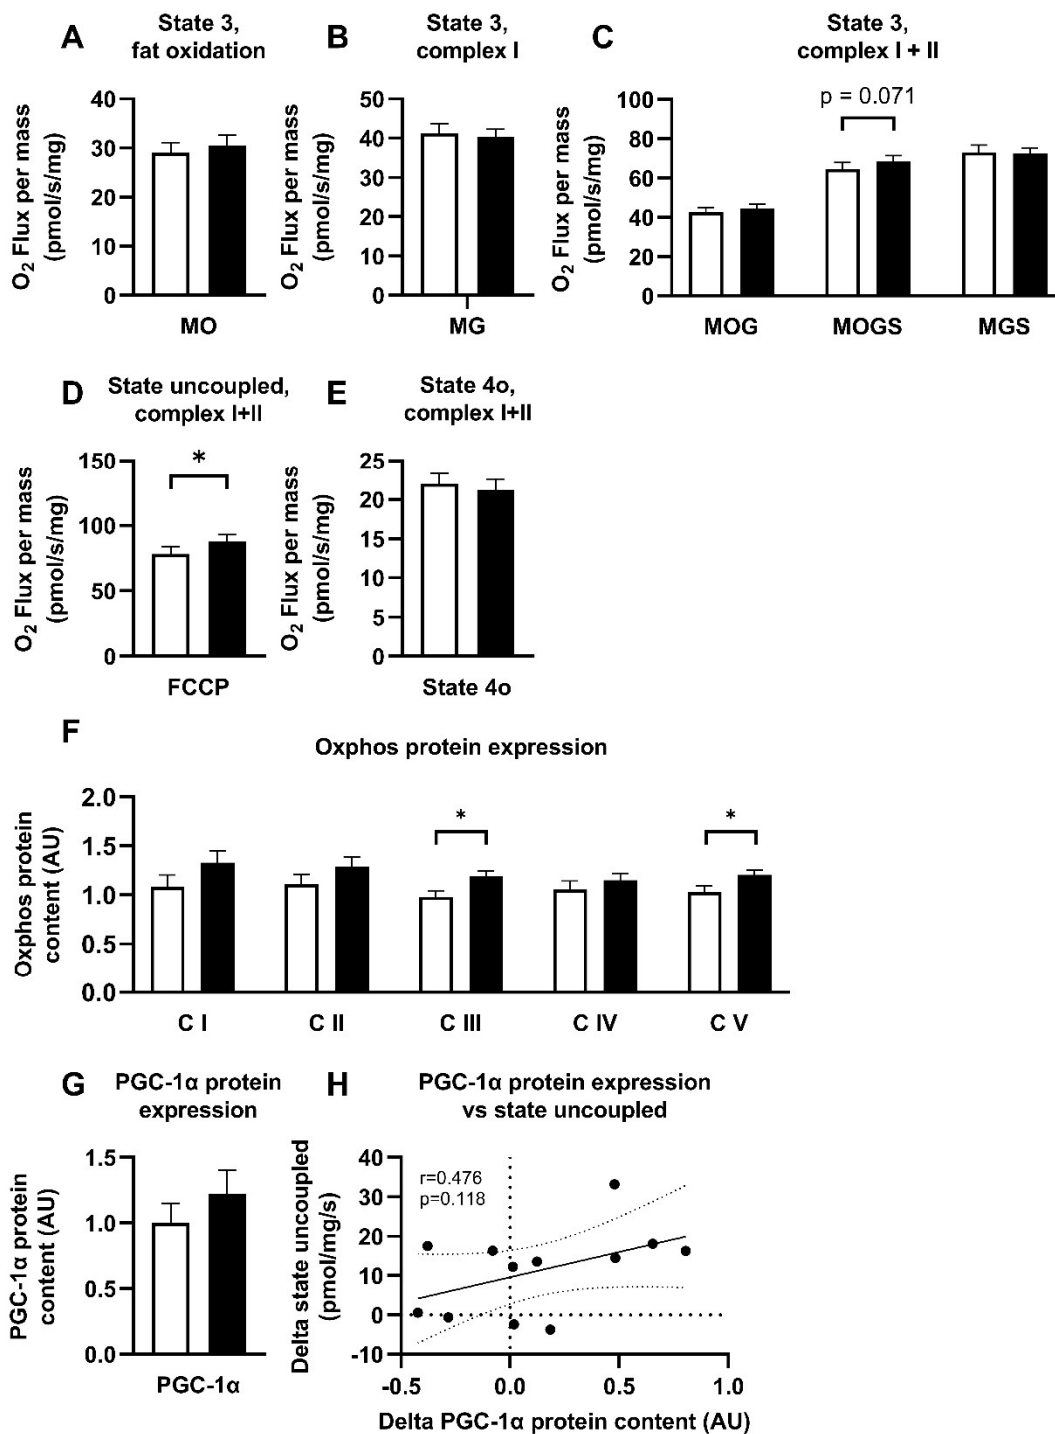 A
State 3,
fat oxidation
O₂ Flux per mass
(pmol/s/mg)
40
30
20
10
0
MO
B
State 3,
complex I
O₂ Flux per mass
(pmol/s/mg)
50
40
30
20
10
0
MG
C
State 3,
complex I + II
O₂ Flux per mass
(pmol/s/mg)
100
80
60
40
20
0
p = 0.071
MOG MOGS MGS
D
State uncoupled,
complex I+II
O₂ Flux per mass
(pmol/s/mg)
150
100
50
0
*
FCCP
E
State 4o,
complex I+II
O₂ Flux per mass
(pmol/s/mg)
25
20
15
10
5
0
State 4o
F
Oxphos protein expression
Oxphos protein
content (AU)
2.0
1.5
1.0
0.5
0.0
* *
C I C II C III C IV C V
G
PGC-1α protein
expression
PGC-1α protein
content (AU)
1.5
1.0
0.5
0.0
PGC-1α
H
PGC-1α protein expression
vs state uncoupled
Delta state uncoupled
(pmol/mg/s)
40
30
20
10
0
-10
r=0.476
p=0.118
-0.5 0.0 0.5 1.0
Delta PGC-1α protein content (AU)